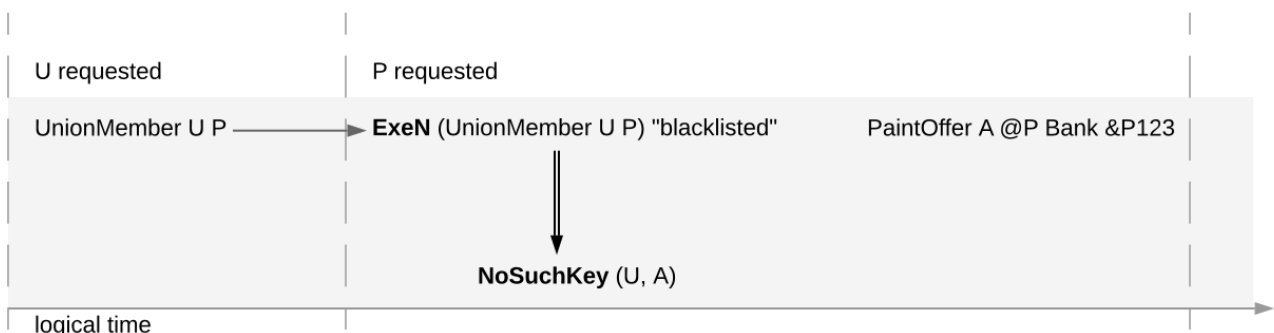 U requested
P requested
UnionMember U P
ExeN (UnionMember U P) "blacklisted"
PaintOffer A @P Bank &P123
NoSuchKey (U, A)
logical time